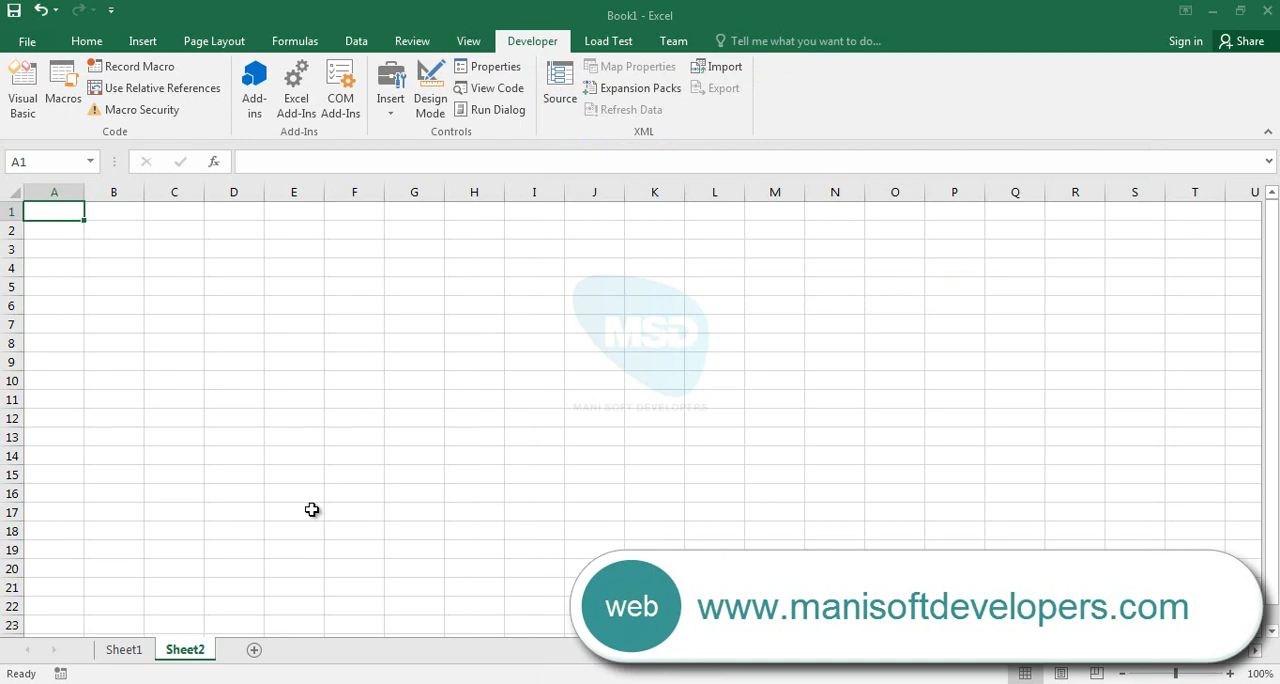 Book1 - Excel
File Home Insert Page Layout Formulas Data Review View Developer Load Test Team Tell me what you want to do... Sign in Share
Visual Basic
Macros
Record Macro
Use Relative References
Macro Security
Code
Add-ins
Excel Add-Ins
COM Add-Ins
Add-Ins
Insert
Design Mode
Properties
View Code
Run Dialog
Controls
Source
Map Properties
Expansion Packs
Refresh Data
Import
Export
XML
A1 fx
A B C D E F G H I J K L M N O P Q R S T U
1
2
3
4
5
6
7
8
9
10
11
12
13
14
15
16
17
18
19
20
21
22
23
MSD
MANI SOFT DEVELOPERS
web www.manisoftdevelopers.com
Sheet1 Sheet2
Ready 100%